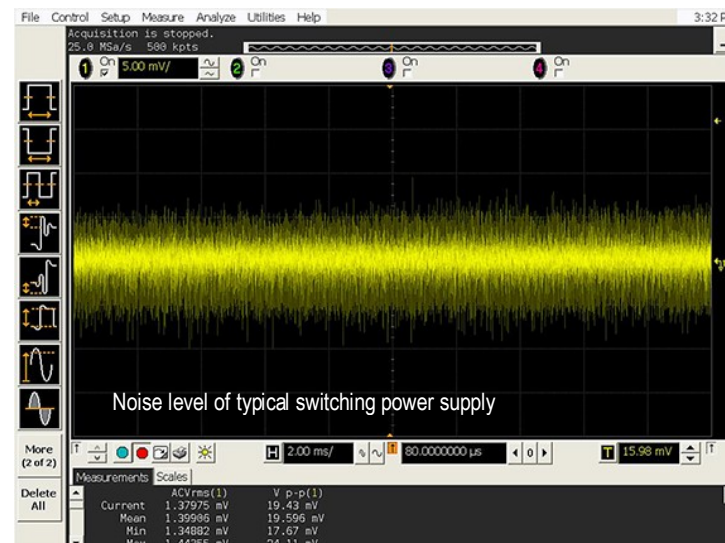 File Control Setup Measure Analyze Utilities Help 3:32 P
Acquisition is stopped.
25.0 MSa/s 500 kpts
1 On 5.00 mV/ 2 On 3 On 4 On
Noise level of typical switching power supply
More
(2 of 2)
H 2.00 ms/ 80.0000000 µs 0 T 15.98 mV
Measurements Scales
Delete
All
ACVrms(1) V p-p(1)
Current 1.37975 mV 19.43 mV
Mean 1.39906 mV 19.596 mV
Min 1.34882 mV 17.67 mV